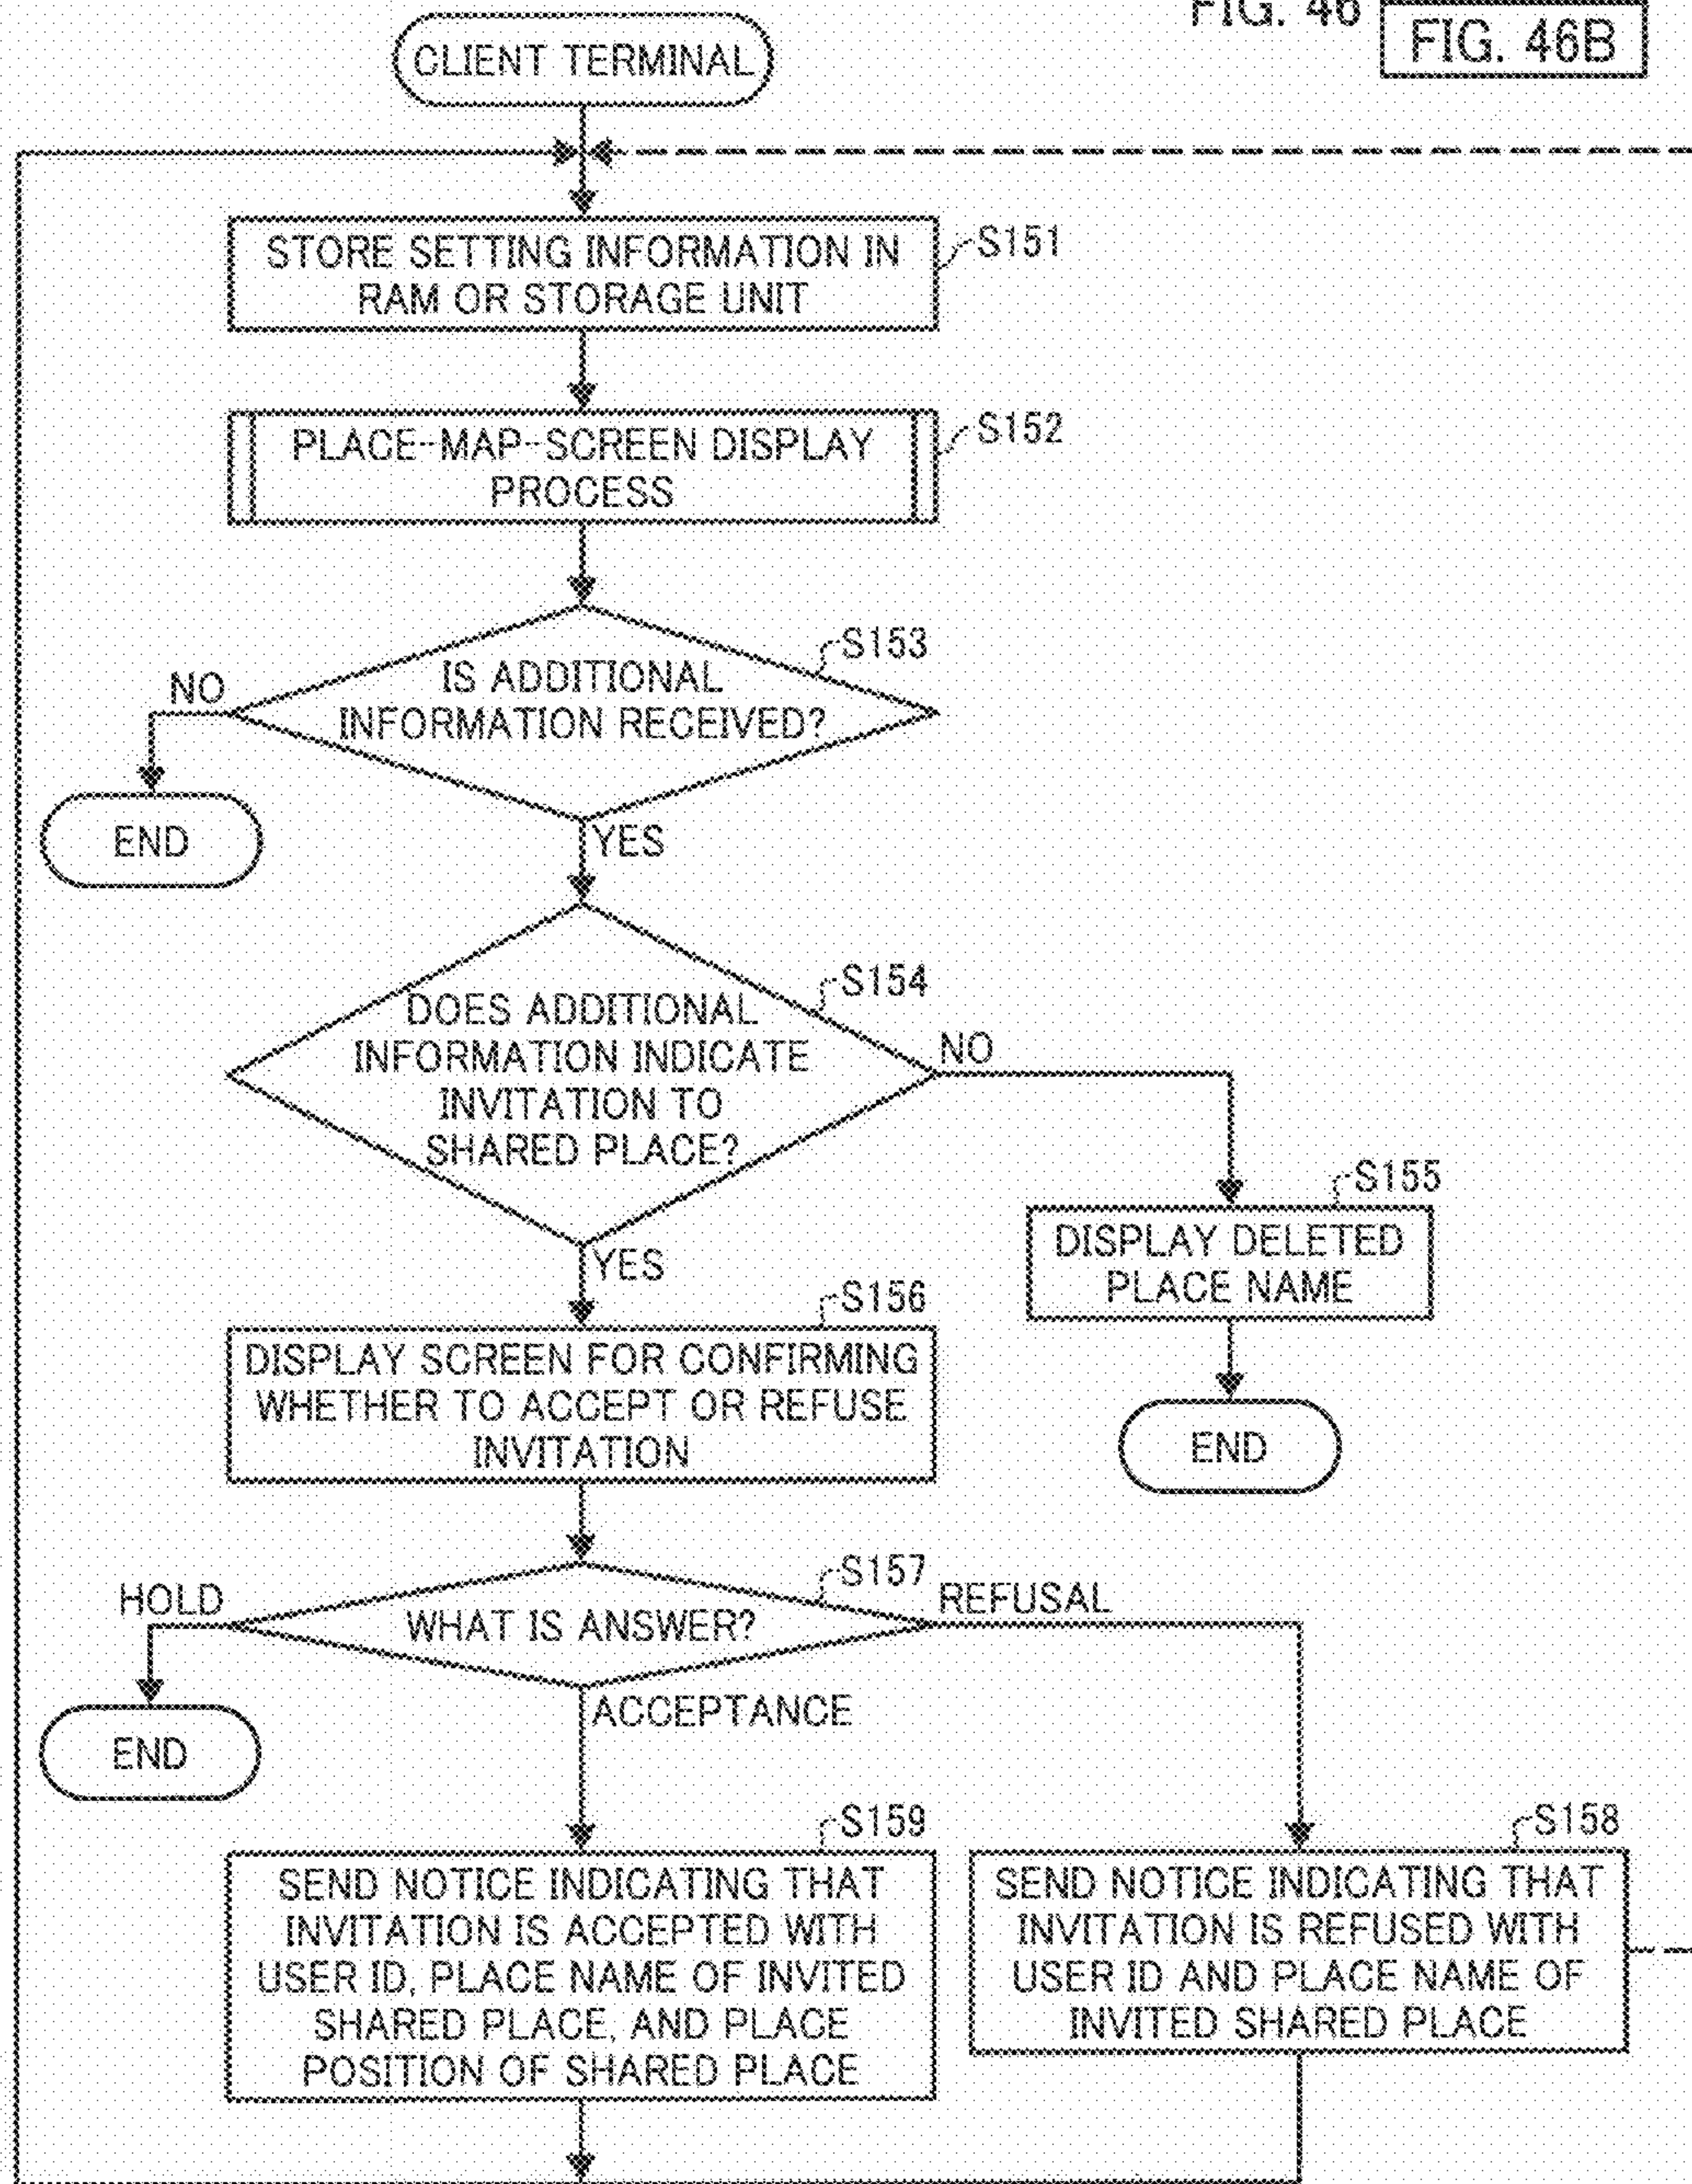 FIG. 46
FIG. 46B
CLIENT TERMINAL
STORE SETTING INFORMATION IN
RAM OR STORAGE UNIT
S151
PLACE-MAP-SCREEN DISPLAY
PROCESS
S152
S153
IS ADDITIONAL
INFORMATION RECEIVED?
NO
END
YES
S154
DOES ADDITIONAL
INFORMATION INDICATE
INVITATION TO
SHARED PLACE?
NO
S155
DISPLAY DELETED
PLACE NAME
END
YES
S156
DISPLAY SCREEN FOR CONFIRMING
WHETHER TO ACCEPT OR REFUSE
INVITATION
S157
WHAT IS ANSWER?
HOLD
REFUSAL
END
ACCEPTANCE
S159
SEND NOTICE INDICATING THAT
INVITATION IS ACCEPTED WITH
USER ID, PLACE NAME OF INVITED
SHARED PLACE, AND PLACE
POSITION OF SHARED PLACE
S158
SEND NOTICE INDICATING THAT
INVITATION IS REFUSED WITH
USER ID AND PLACE NAME OF
INVITED SHARED PLACE